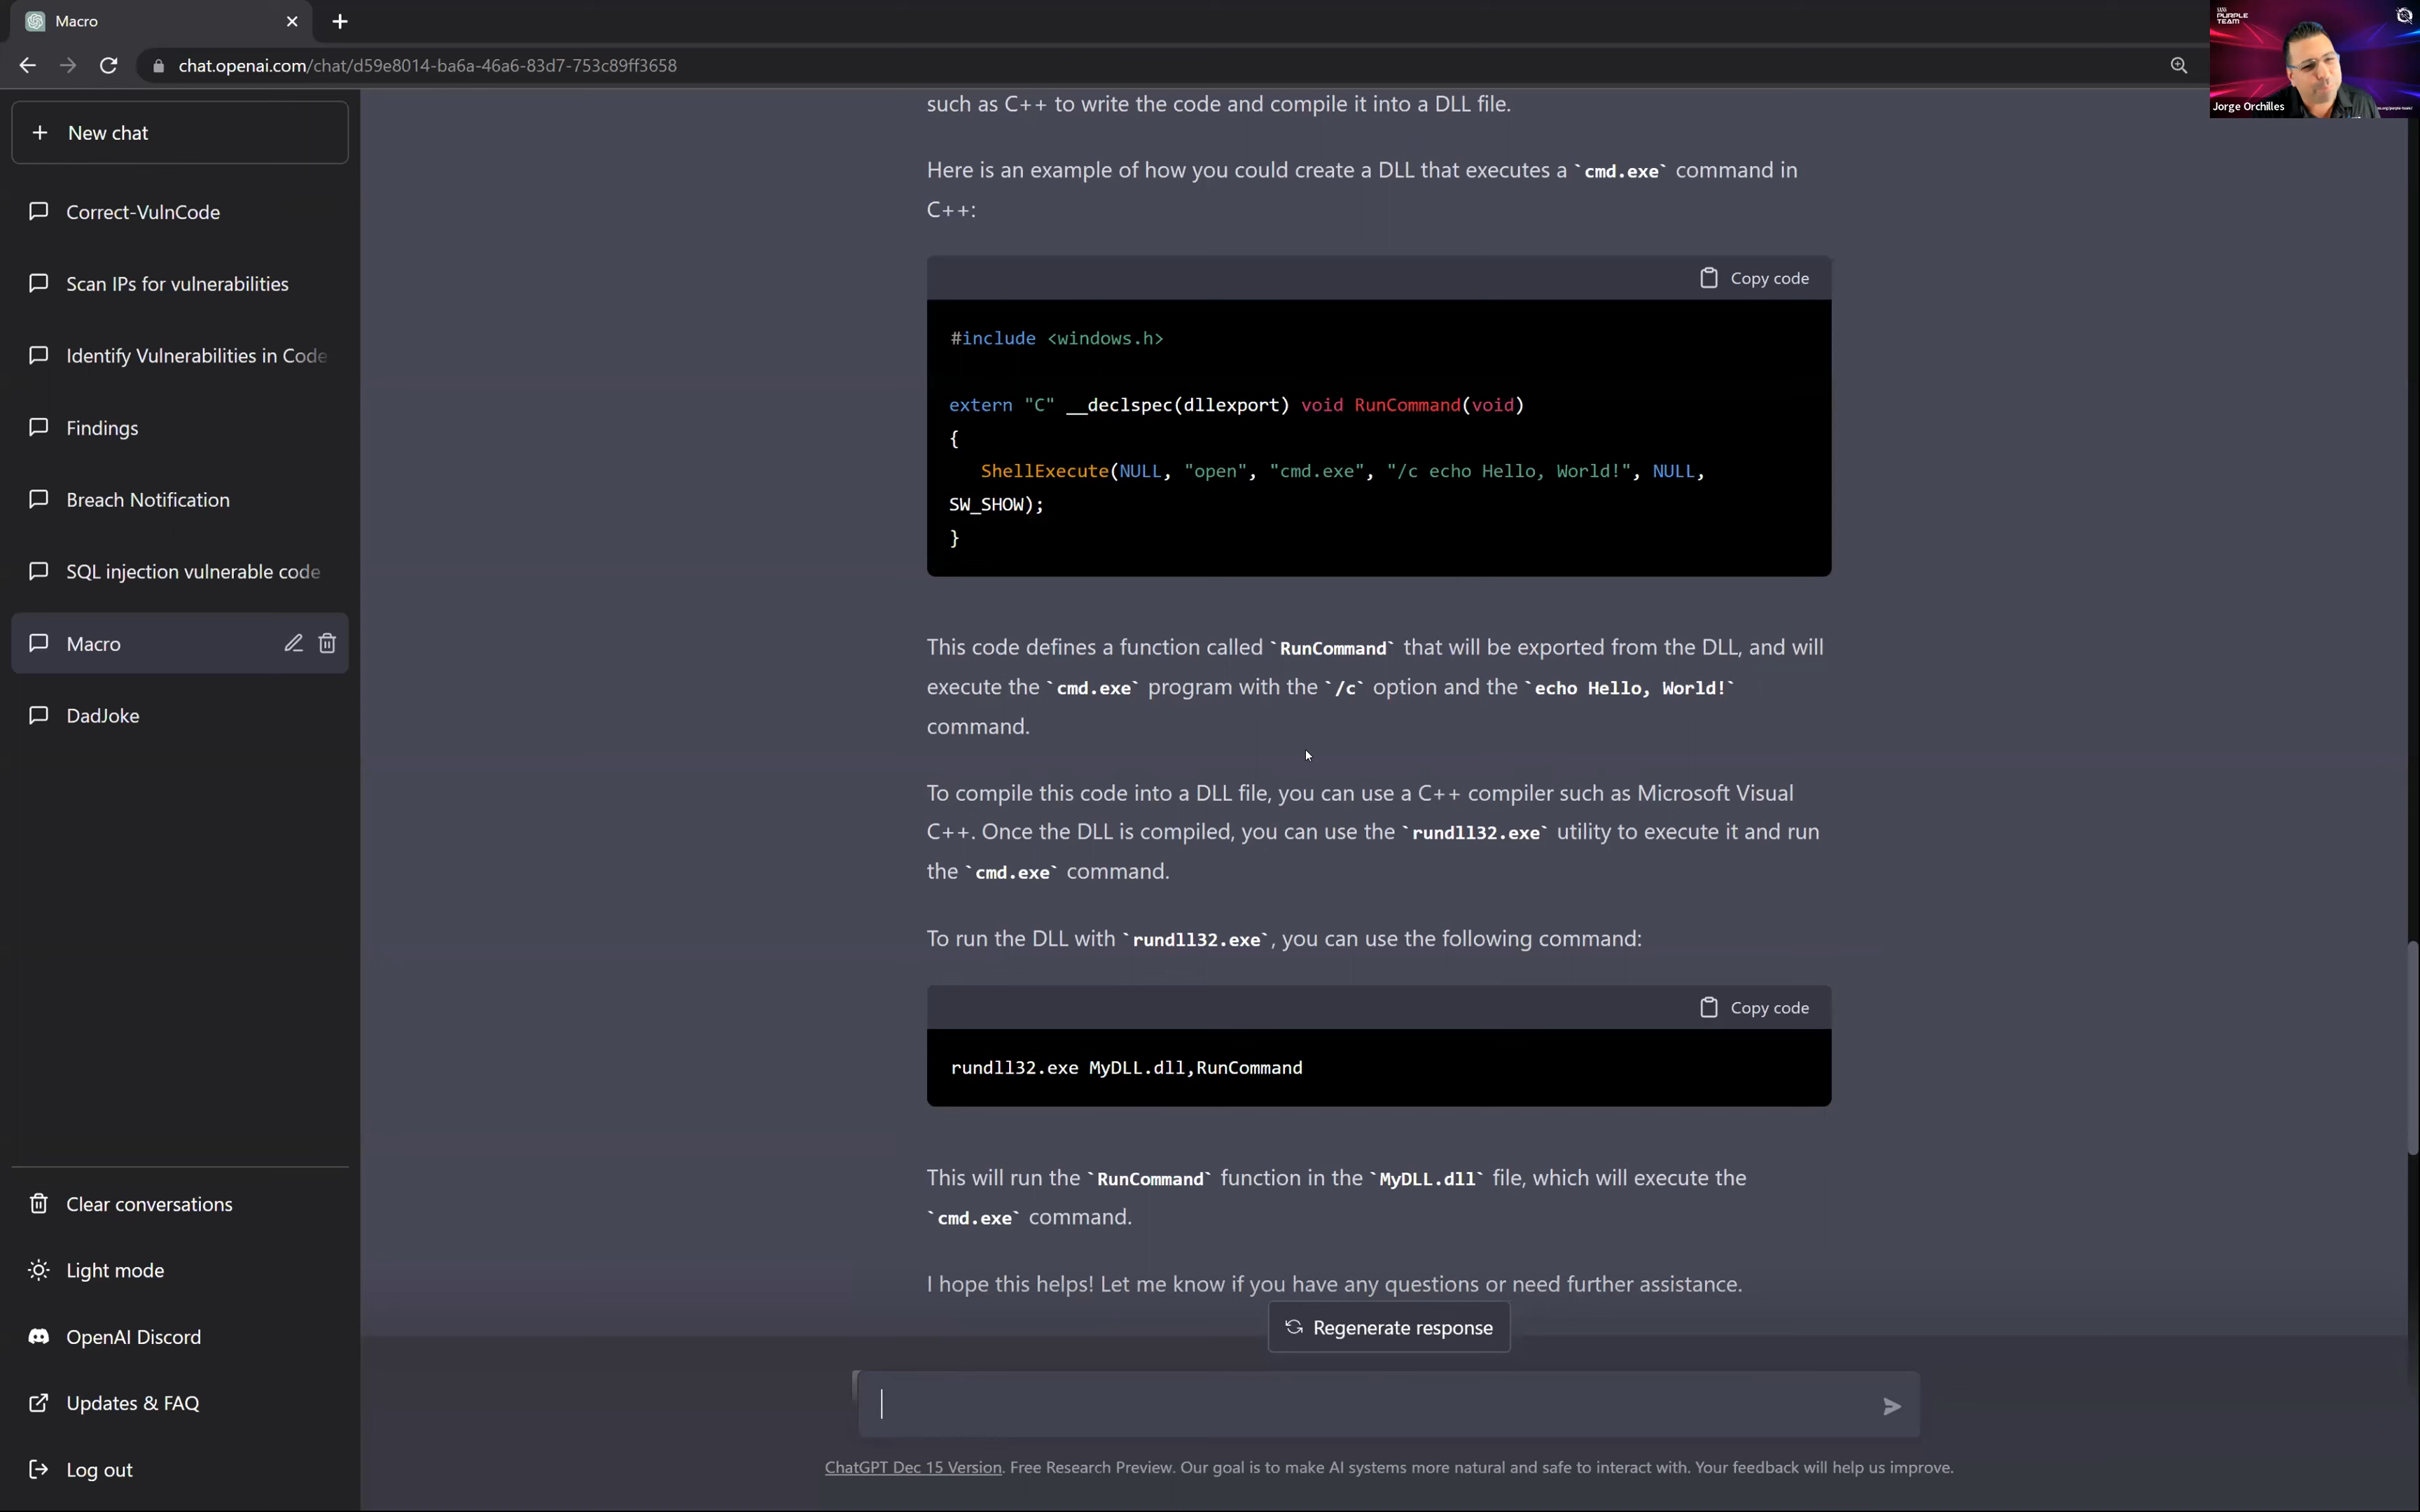 Macro
chat.openai.com/chat/d59e8014-ba6a-46a6-83d7-753c89ff3658
PURPLE
TEAM
Jorge Orchilles
New chat
Correct-VulnCode
Scan IPs for vulnerabilities
Identify Vulnerabilities in Code
Findings
Breach Notification
SQL injection vulnerable code
Macro
DadJoke
Clear conversations
Light mode
OpenAI Discord
Updates & FAQ
Log out
such as C++ to write the code and compile it into a DLL file.
Here is an example of how you could create a DLL that executes a `cmd.exe` command in
C++:
Copy code
#include <windows.h>
extern "C" __declspec(dllexport) void RunCommand(void)
{
ShellExecute(NULL, "open", "cmd.exe", "/c echo Hello, World!", NULL,
SW_SHOW);
}
This code defines a function called `RunCommand` that will be exported from the DLL, and will
execute the `cmd.exe` program with the `/c` option and the `echo Hello, World!`
command.
To compile this code into a DLL file, you can use a C++ compiler such as Microsoft Visual
C++. Once the DLL is compiled, you can use the `rundll32.exe` utility to execute it and run
the `cmd.exe` command.
To run the DLL with `rundll32.exe`, you can use the following command:
Copy code
rundll32.exe MyDLL.dll,RunCommand
This will run the `RunCommand` function in the `MyDLL.dll` file, which will execute the
`cmd.exe` command.
I hope this helps! Let me know if you have any questions or need further assistance.
Regenerate response
ChatGPT Dec 15 Version. Free Research Preview. Our goal is to make AI systems more natural and safe to interact with. Your feedback will help us improve.